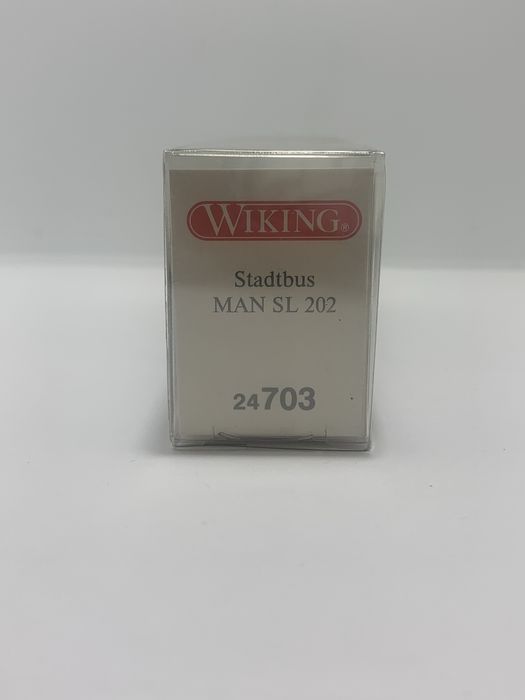 WIKING®
Stadtbus
MAN SL 202
24703